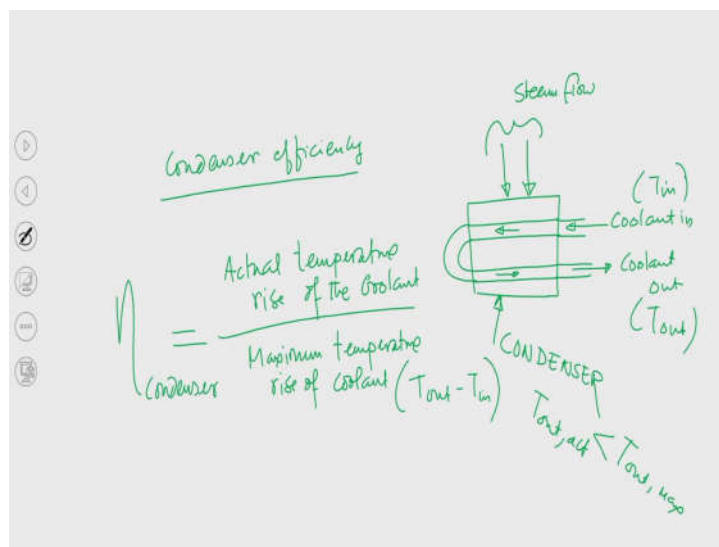 Steam flow
Condenser efficiency
(Tin)
Coolant in
Coolant
out
(Tout)
η condenser = Actual temperature
rise of the Coolant
Maximum temperature
rise of coolant (Tout - Tin)
CONDENSER
Tout, act < Tout, max